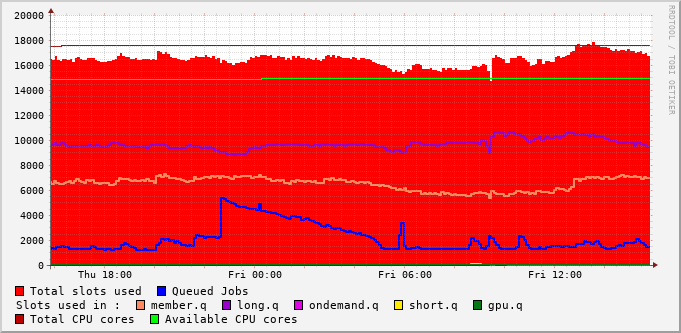 20000
18000
16000
14000
12000
10000
8000
6000
4000
2000
0
Thu 18:00 Fri 00:00 Fri 06:00 Fri 12:00
Total slots used Queued Jobs
Slots used in : member.q long.q ondemand.q short.q gpu.q
Total CPU cores Available CPU cores
RRDTOOL / TOBI OETIKER